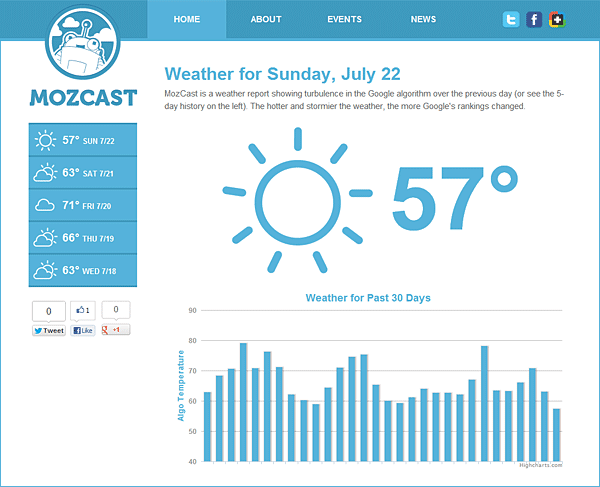 HOME ABOUT EVENTS NEWS
MOZCAST
57° SUN 7/22
63° SAT 7/21
71° FRI 7/20
66° THU 7/19
63° WED 7/18
0 1 0
Tweet Like +1
Weather for Sunday, July 22
MozCast is a weather report showing turbulence in the Google algorithm over the previous day (or see the 5-
day history on the left). The hotter and stormier the weather, the more Google's rankings changed.
57°
Weather for Past 30 Days
Algo Temperature
90
80
70
60
50
40
Highcharts.com